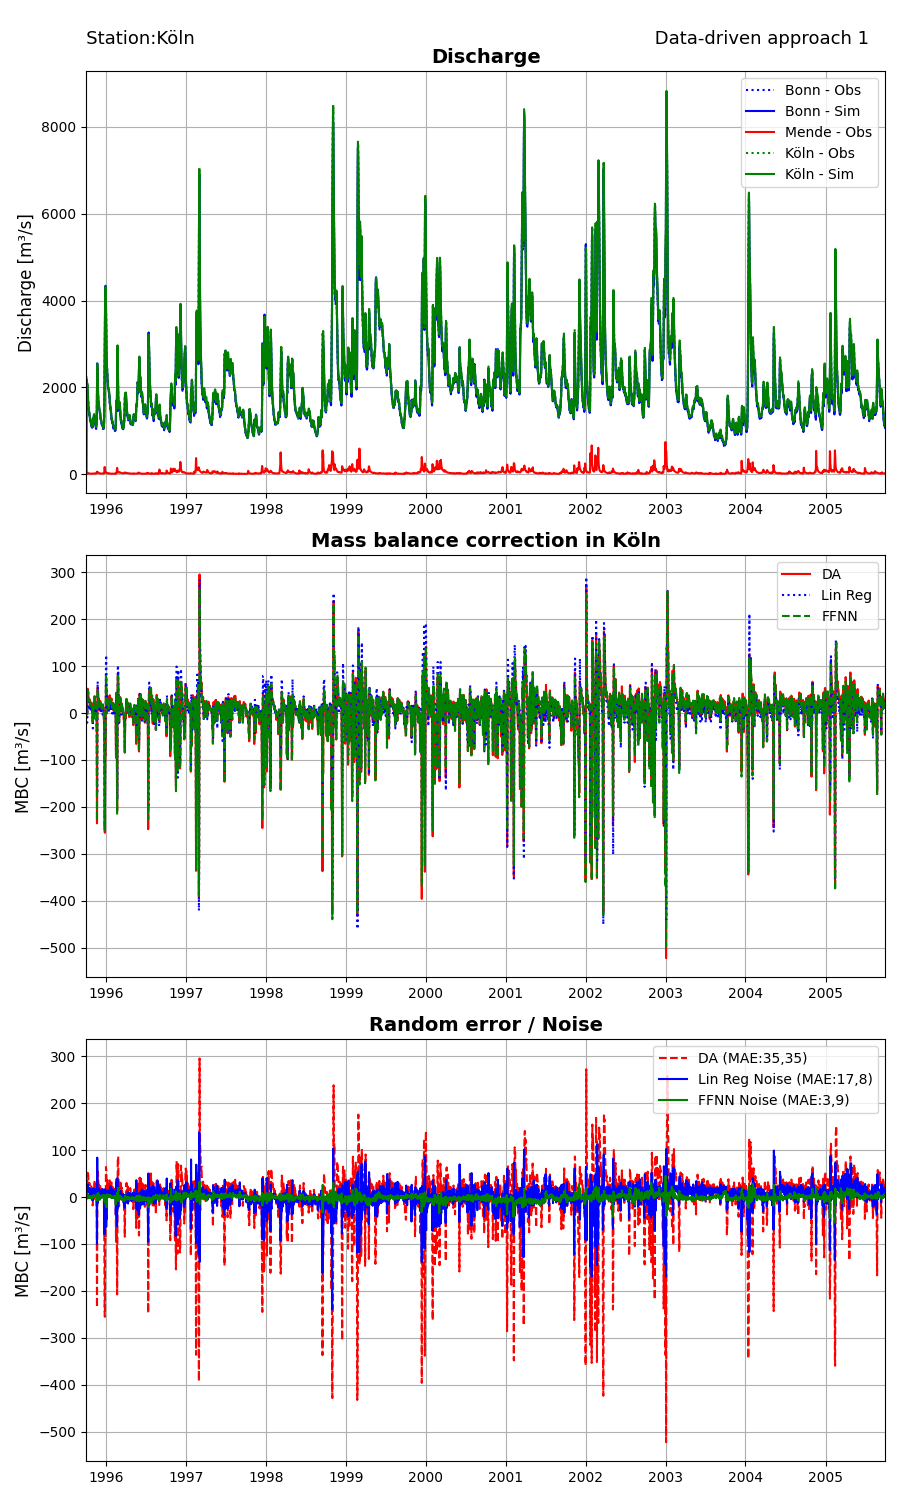 Station:Köln Data-driven approach 1
Discharge
Discharge [m³/s]
8000
6000
4000
2000
0
Bonn - Obs
Bonn - Sim
Mende - Obs
Köln - Obs
Köln - Sim
1996 1997 1998 1999 2000 2001 2002 2003 2004 2005
Mass balance correction in Köln
MBC [m³/s]
300
200
100
0
−100
−200
−300
−400
−500
DA
Lin Reg
FFNN
1996 1997 1998 1999 2000 2001 2002 2003 2004 2005
Random error / Noise
MBC [m³/s]
300
200
100
0
−100
−200
−300
−400
−500
DA (MAE:35,35)
Lin Reg Noise (MAE:17,8)
FFNN Noise (MAE:3,9)
1996 1997 1998 1999 2000 2001 2002 2003 2004 2005